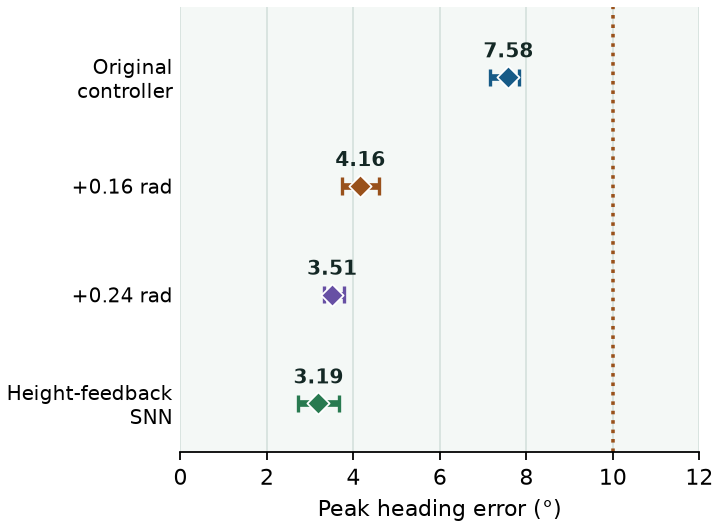 7.58
Original
controller
4.16
+0.16 rad
3.51
+0.24 rad
3.19
Height-feedback
SNN
0 2 4 6 8 10 12
Peak heading error (°)